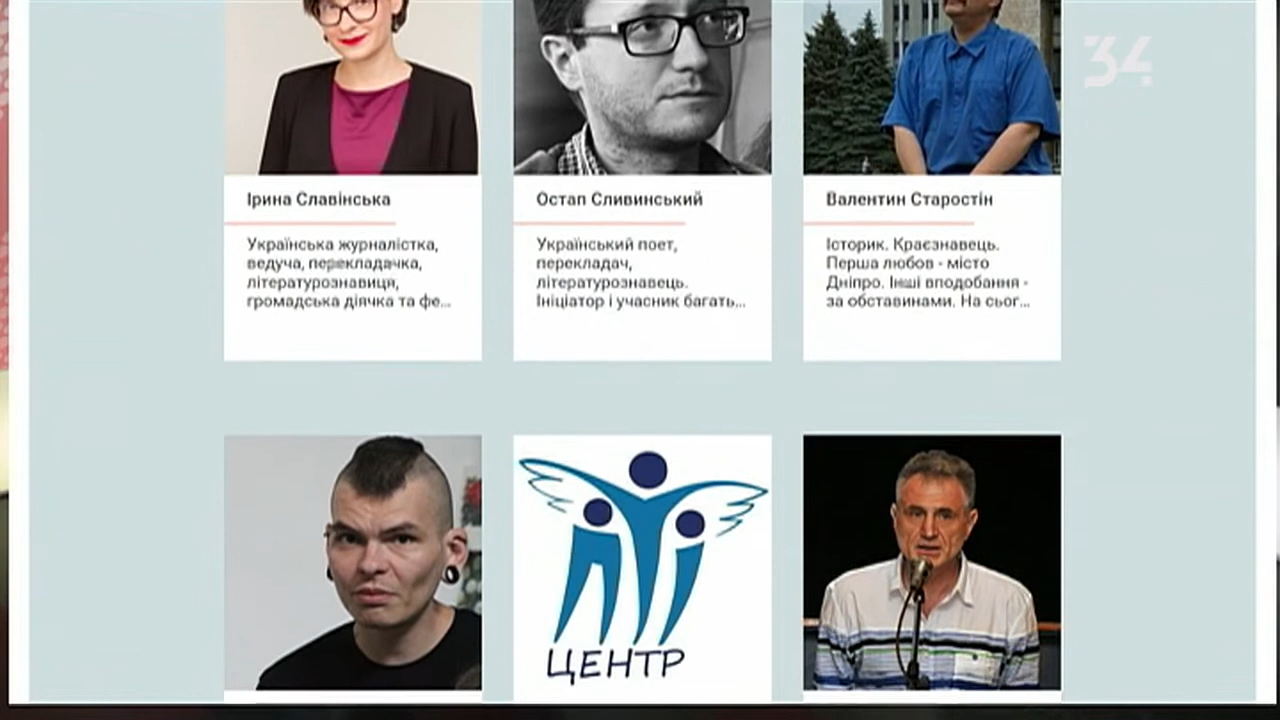 34
Ірина Славінська
Українська журналістка,
ведуча, перекладачка,
літературознавиця,
громадська діячка та фе...
Остап Сливинський
Український поет,
перекладач,
літературознавець.
Ініціатор і учасник багать...
Валентин Старостін
Історик. Краєзнавець.
Перша любов - місто
Дніпро. Інші вподобання -
за обставинами. На сьог...
ЦЕНТР